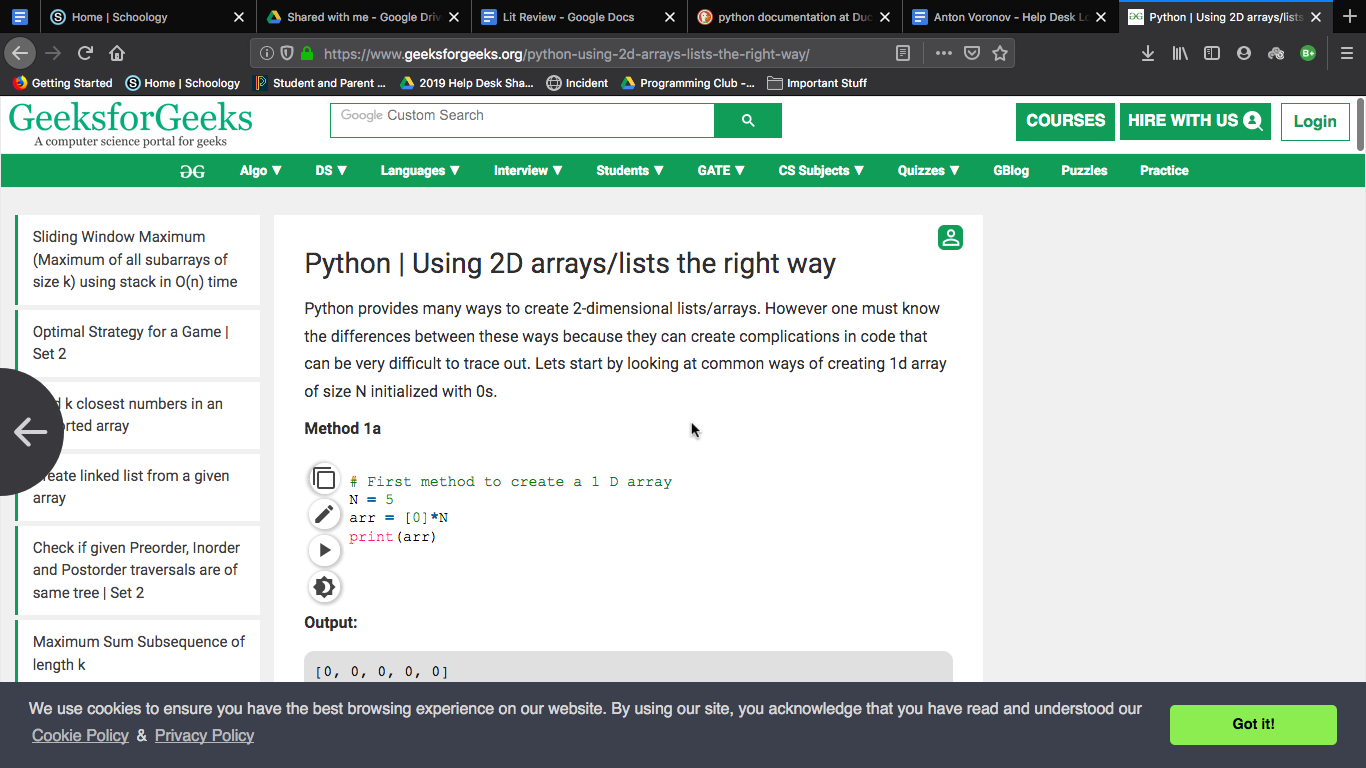 Home | Schoology
Shared with me - Google Driv
Lit Review - Google Docs
python documentation at Duc
Anton Voronov - Help Desk Lo
Python | Using 2D arrays/lists
https://www.geeksforgeeks.org/python-using-2d-arrays-lists-the-right-way/
Getting Started
Home | Schoology
Student and Parent ...
2019 Help Desk Sha...
Incident
Programming Club -...
Important Stuff
GeeksforGeeks
A computer science portal for geeks
Google Custom Search
COURSES
HIRE WITH US
Login
Algo ▼
DS ▼
Languages ▼
Interview ▼
Students ▼
GATE ▼
CS Subjects ▼
Quizzes ▼
GBlog
Puzzles
Practice
Sliding Window Maximum
(Maximum of all subarrays of
size k) using stack in O(n) time
Optimal Strategy for a Game |
Set 2
k closest numbers in an
array
linked list from a given
array
Check if given Preorder, Inorder
and Postorder traversals are of
same tree | Set 2
Maximum Sum Subsequence of
length k
Python | Using 2D arrays/lists the right way
Python provides many ways to create 2-dimensional lists/arrays. However one must know
the differences between these ways because they can create complications in code that
can be very difficult to trace out. Lets start by looking at common ways of creating 1d array
of size N initialized with 0s.
Method 1a
# First method to create a 1 D array
N = 5
arr = [0]*N
print(arr)
Output:
[0, 0, 0, 0, 0]
We use cookies to ensure you have the best browsing experience on our website. By using our site, you acknowledge that you have read and understood our
Cookie Policy & Privacy Policy
Got it!